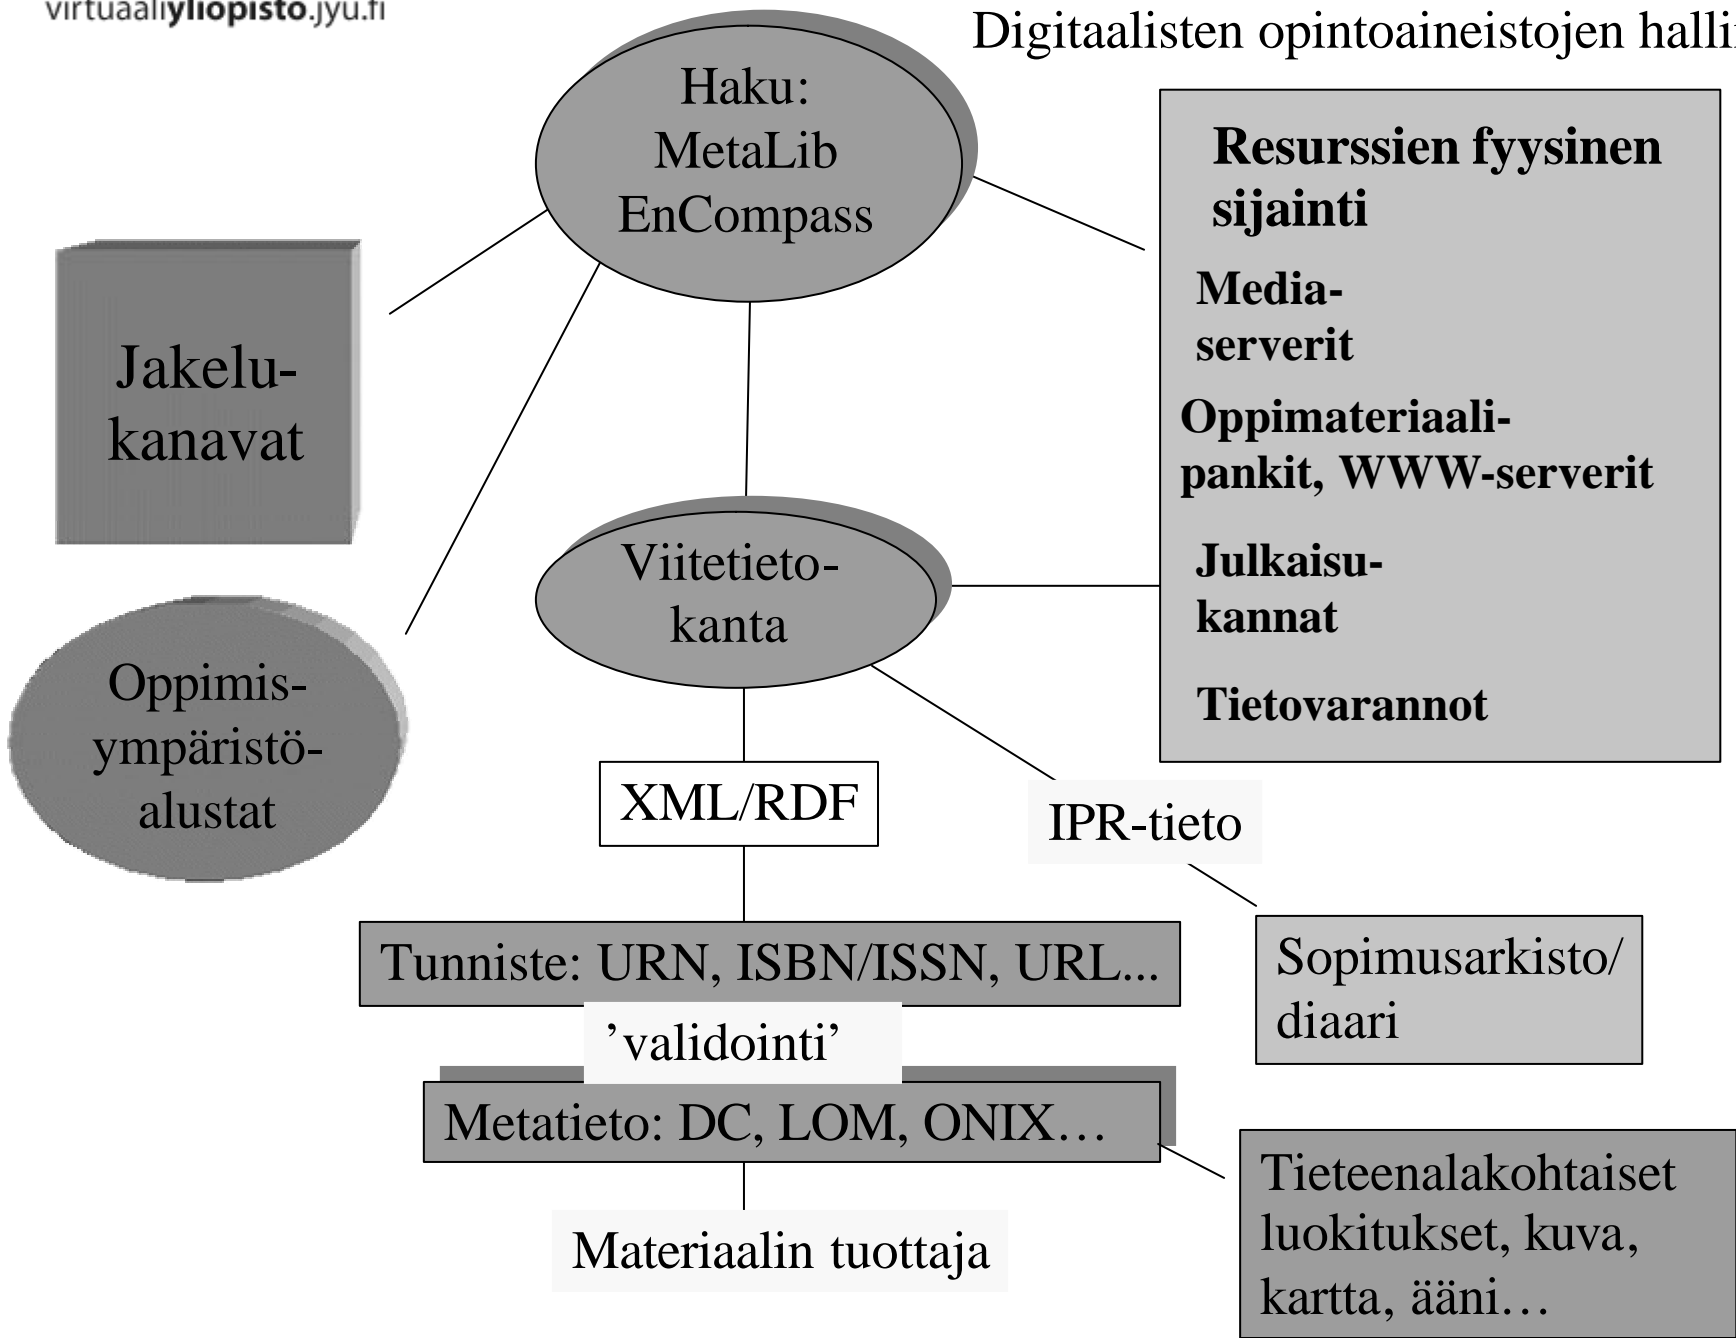 virtuaaliyliopisto.jyu.fi
Digitaalisten opintoaineistojen
Haku:
MetaLib
EnCompass
Resurssien fyysinen
sijainti
Media-
serverit
Oppimateriaali-
pankit, WWW-serverit
Julkaisu-
kannat
Tietovarannot
Jakelu-
kanavat
Viitetieto-
kanta
Oppimis-
ympäristö-
alustat
XML/RDF
IPR-tieto
Tunniste: URN, ISBN/ISSN, URL...
Sopimusarkisto/
diaari
’validointi’
Metatieto: DC, LOM, ONIX…
Materiaalin tuottaja
Tieteenalakohtaiset
luokitukset, kuva,
kartta, ääni…